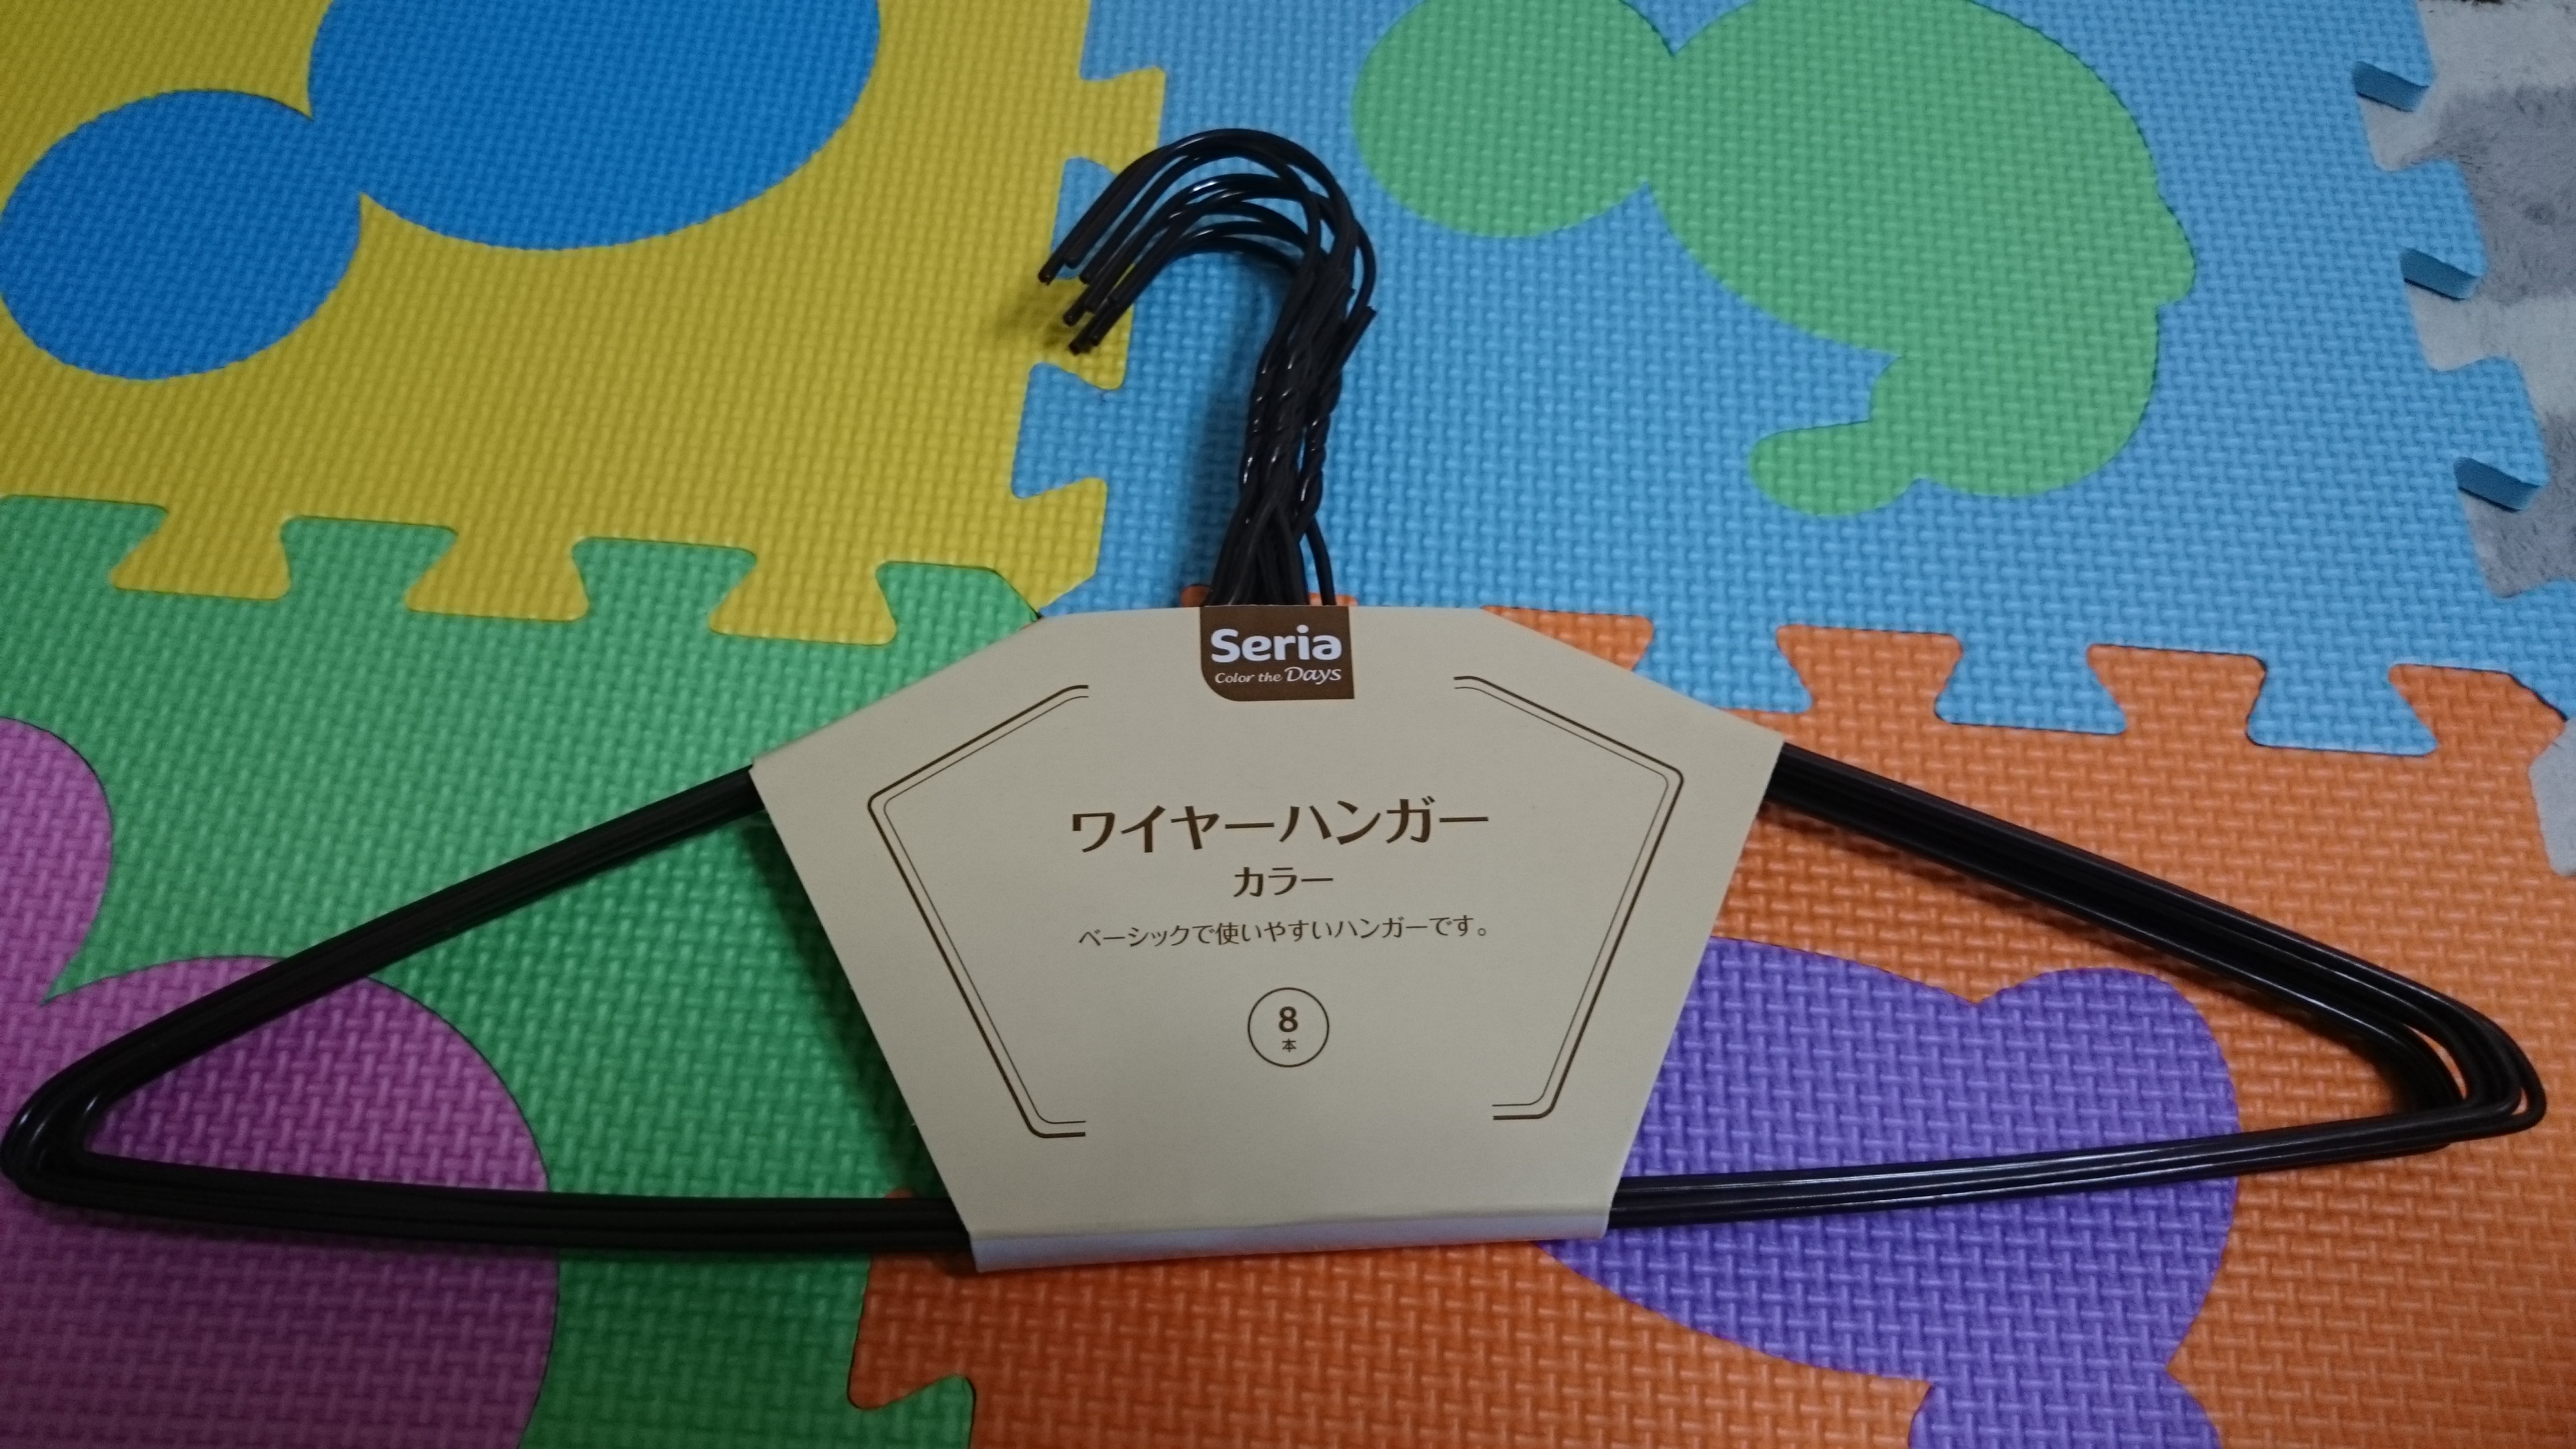 Seria
Color the Days
ワイヤーハンガー
カラー
ベーシックで使いやすいハンガーです。
8
本